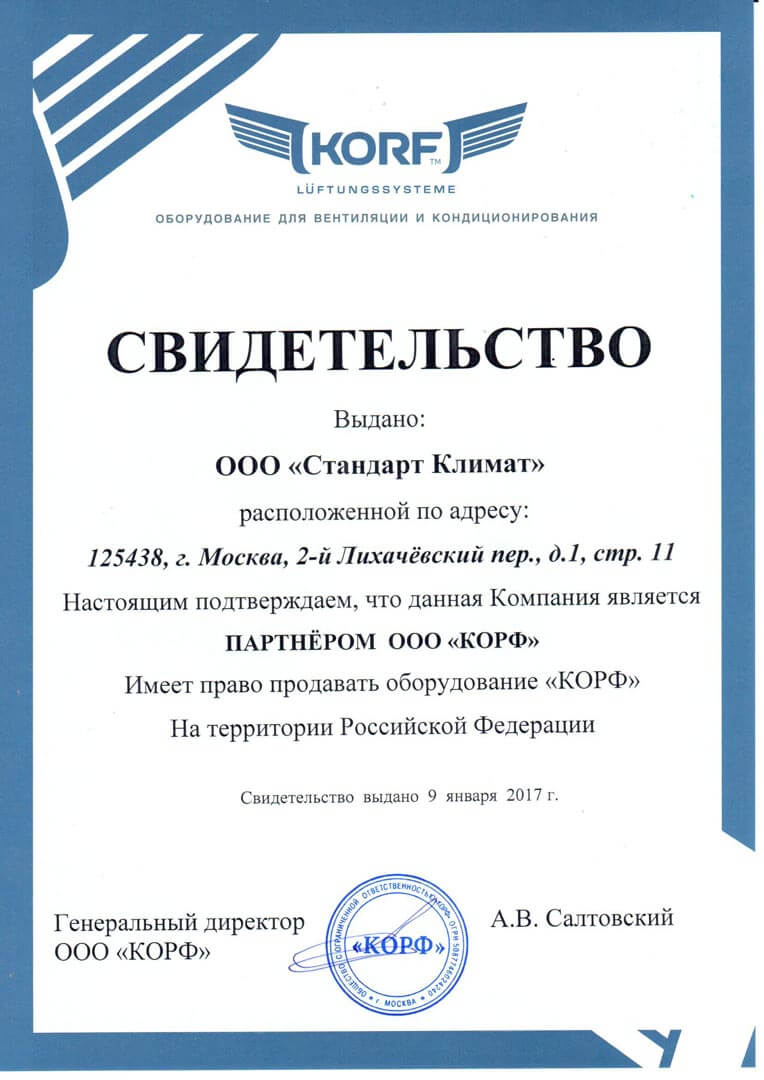 KORF™
LÜFTUNGSSYSTEME
ОБОРУДОВАНИЕ ДЛЯ ВЕНТИЛЯЦИИ И КОНДИЦИОНИРОВАНИЯ
СВИДЕТЕЛЬСТВО
Выдано:
ООО «Стандарт Климат»
расположенной по адресу:
125438, г. Москва, 2-й Лихачёвский пер., д.1, стр. 11
Настоящим подтверждаем, что данная Компания является
ПАРТНЁРОМ ООО «КОРФ»
Имеет право продавать оборудование «КОРФ»
На территории Российской Федерации
Свидетельство выдано 9 января 2017 г.
Генеральный директор
ООО «КОРФ»
ОБЩЕСТВО С ОГРАНИЧЕННОЙ ОТВЕТСТВЕННОСТЬЮ «КОРФ» ОГРН 5087746024240
«КОРФ»
* г. МОСКВА *
А.В. Салтовский